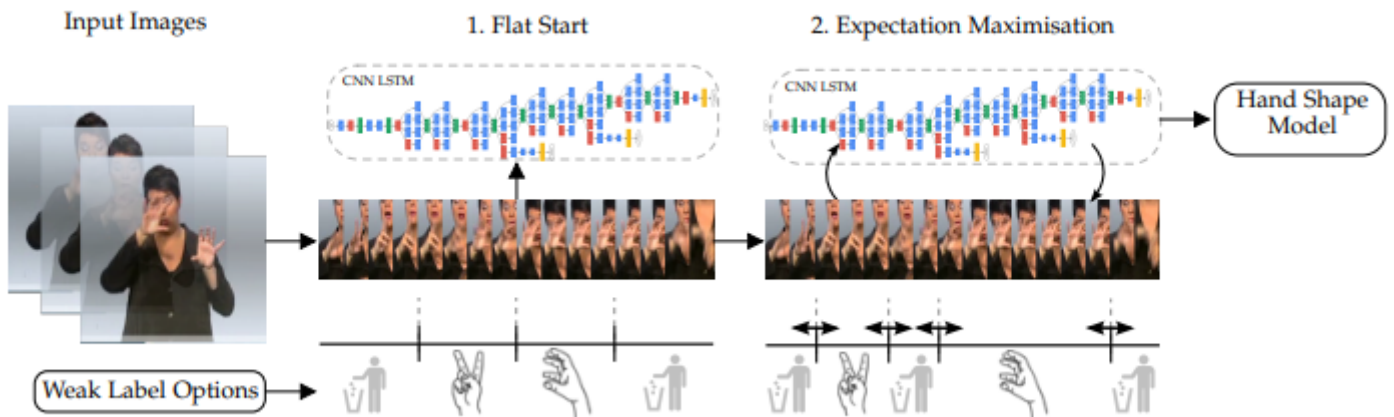 Input Images
1. Flat Start
2. Expectation Maximisation
CNN LSTM
CNN LSTM
Hand Shape
Model
Weak Label Options